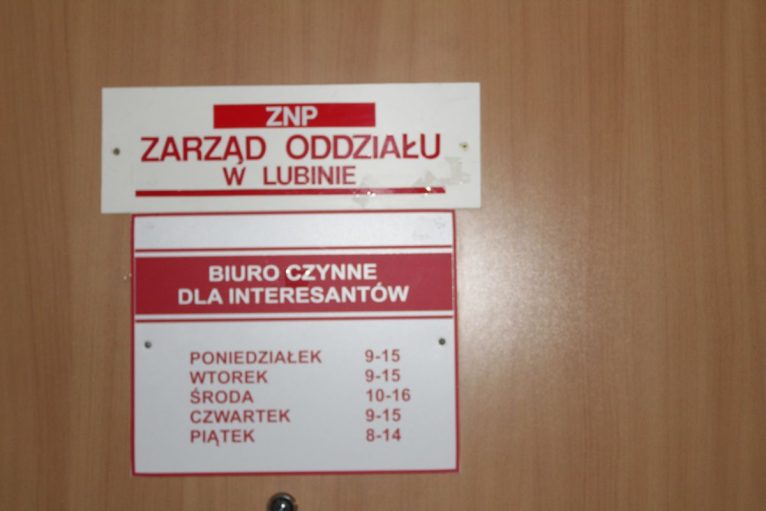 ZNP
ZARZĄD ODDZIAŁU
W LUBINIE
BIURO CZYNNE
DLA INTERESANTÓW
PONIEDZIAŁEK 9-15
WTOREK 9-15
ŚRODA 10-16
CZWARTEK 9-15
PIĄTEK 8-14